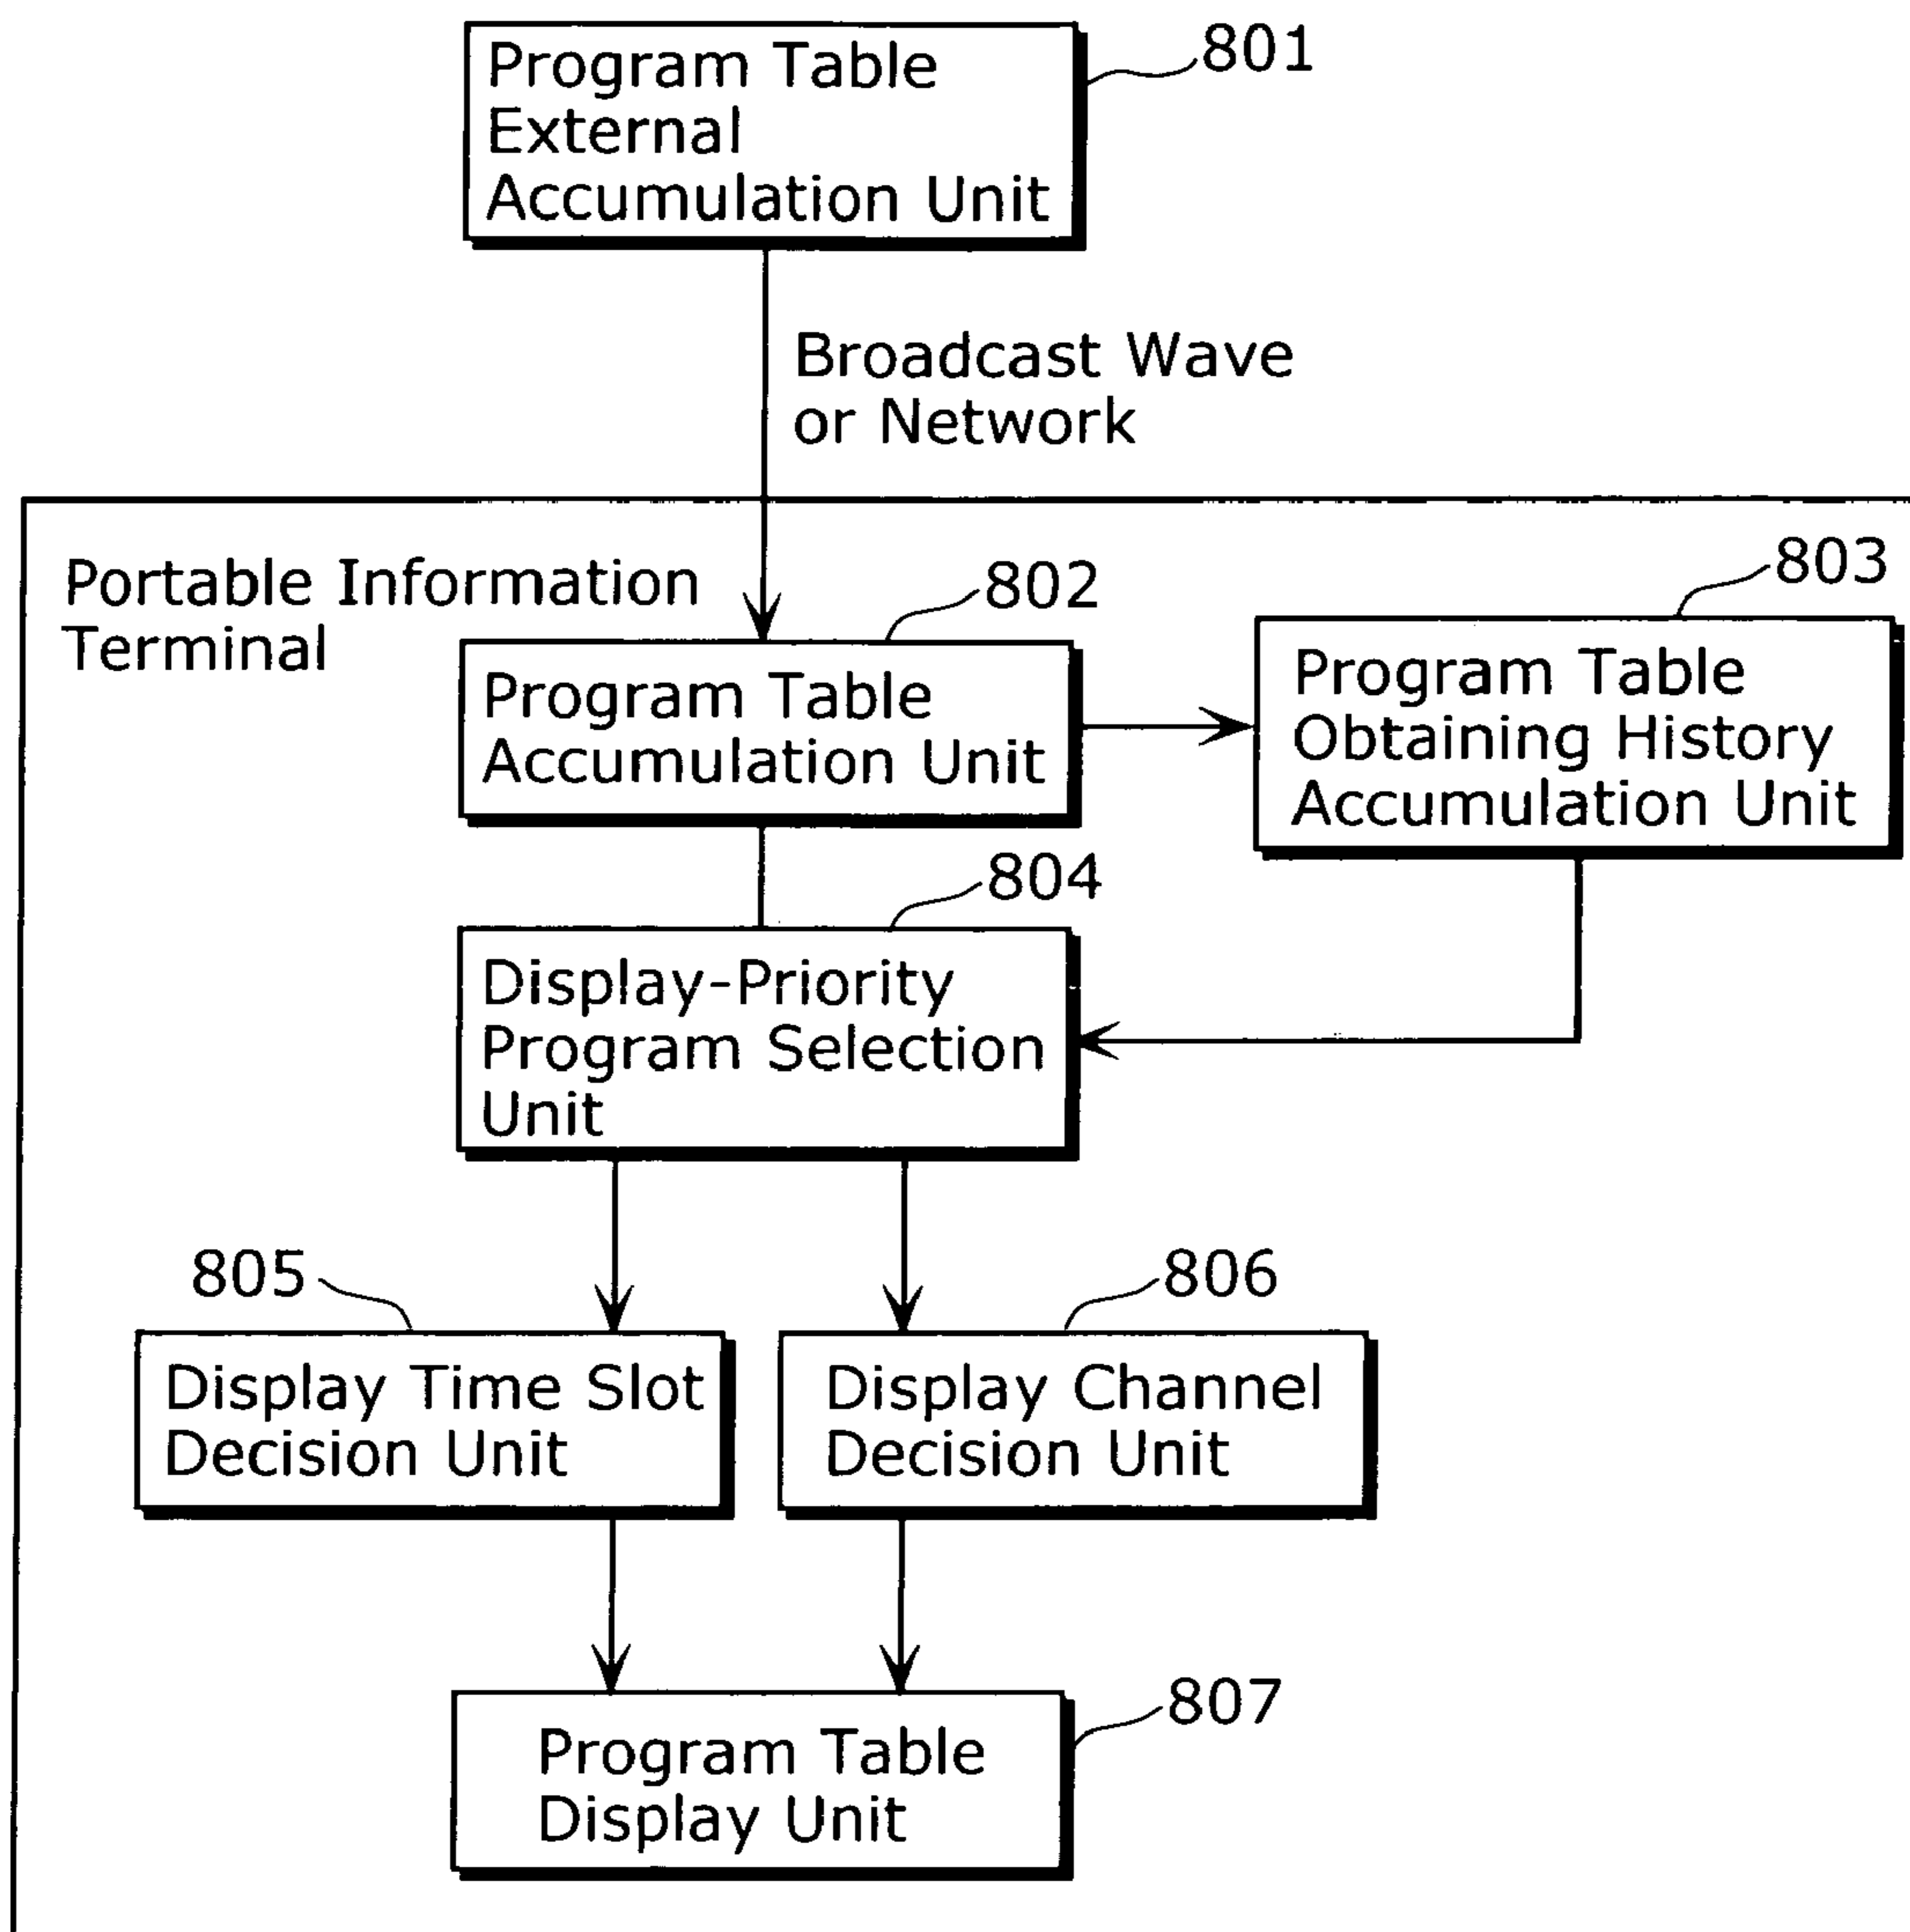 Program Table
External
Accumulation Unit
801
Broadcast Wave
or Network
Portable Information
Terminal
802
Program Table
Accumulation Unit
803
Program Table
Obtaining History
Accumulation Unit
804
Display-Priority
Program Selection
Unit
805
Display Time Slot
Decision Unit
806
Display Channel
Decision Unit
807
Program Table
Display Unit